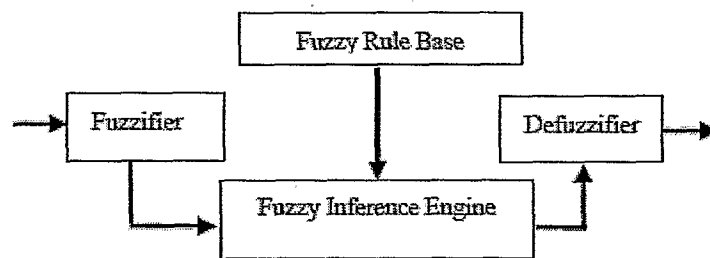 Fuzzy Rule Base
Fuzzifier
Defuzzifier
Fuzzy Inference Engine